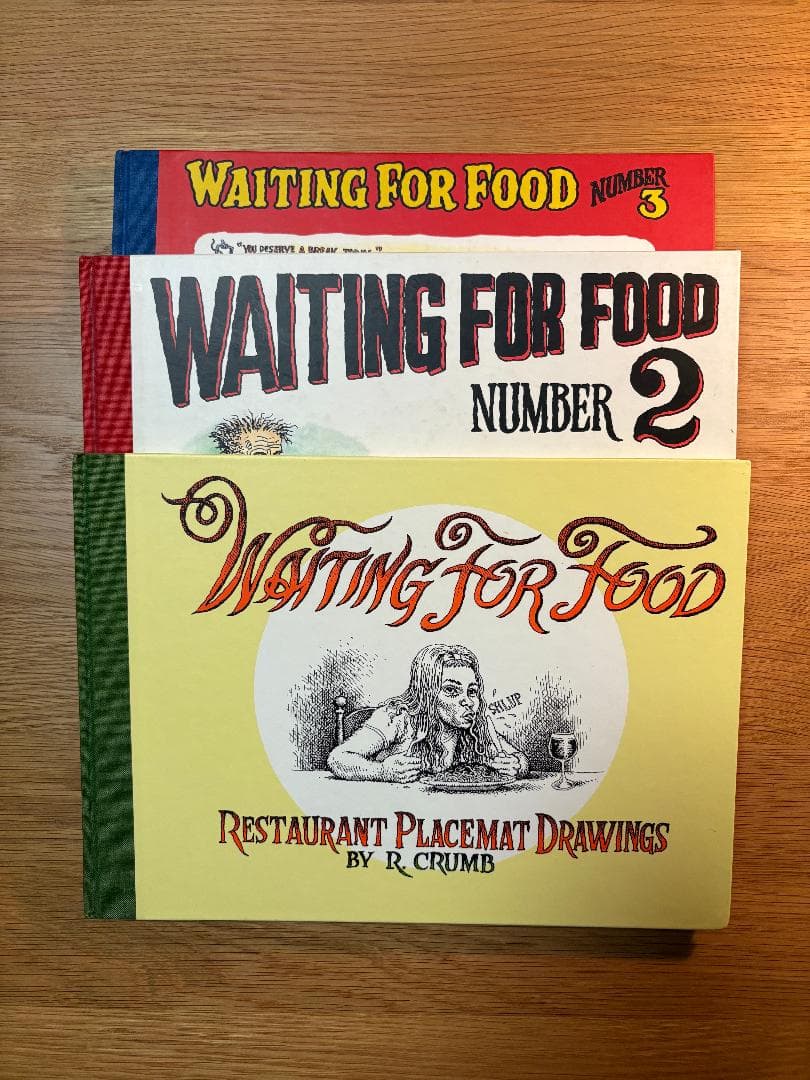 WAITING FOR FOOD NUMBER 3
"YOU DESERVE A BREAK TODAY"
WAITING FOR FOOD
NUMBER 2
WAITING FOR FOOD
SHLUP
RESTAURANT PLACEMAT DRAWINGS
BY R. CRUMB